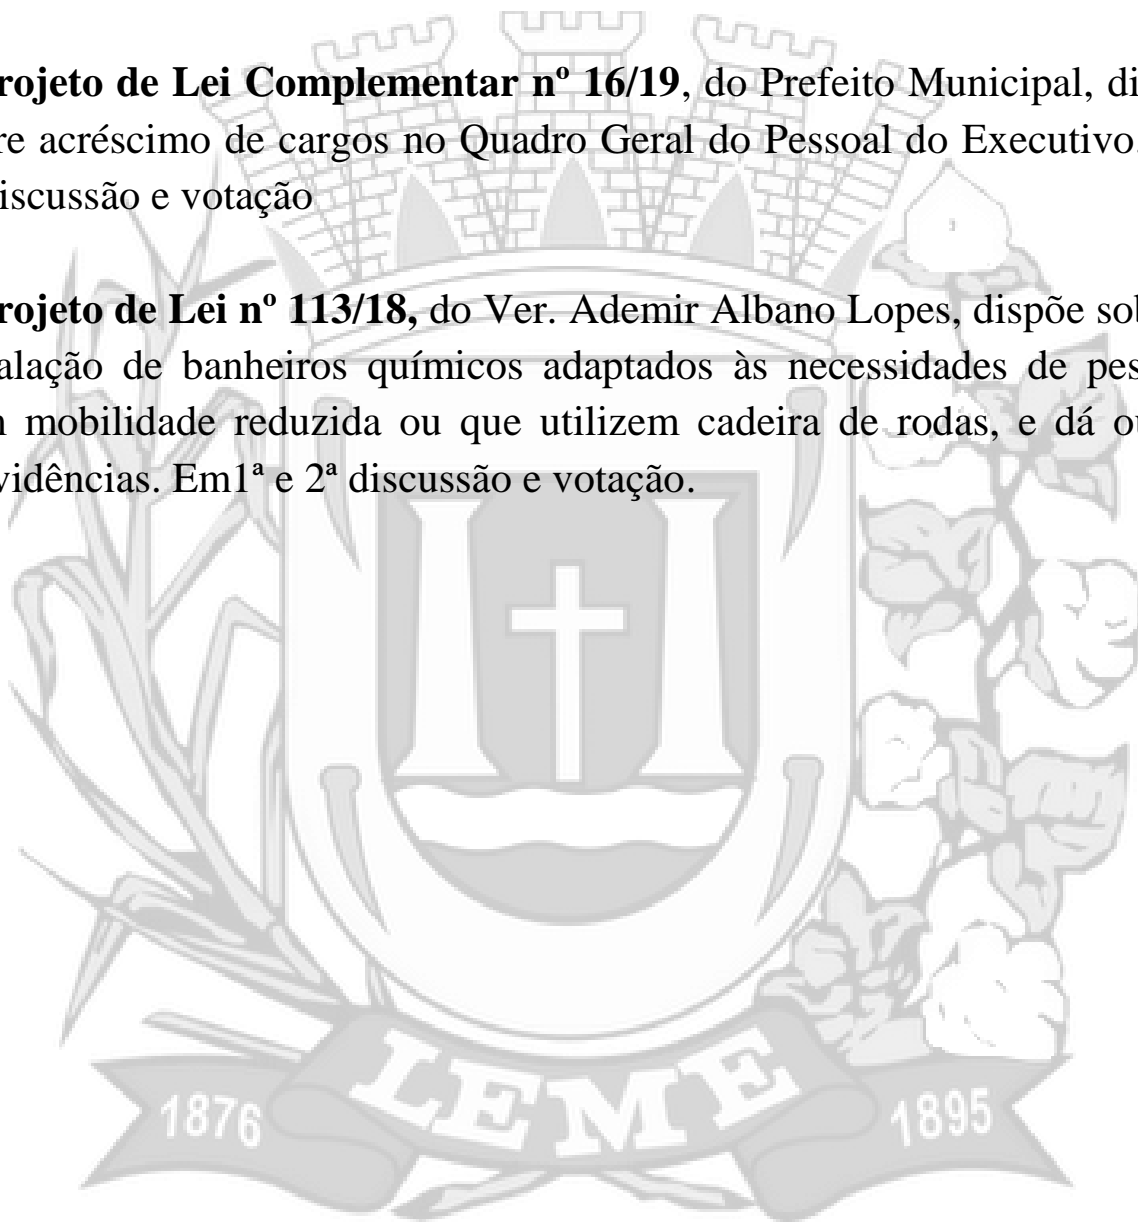 rojeto de Lei Complementar nº 16/19, do Prefeito Municipal, di
re acréscimo de cargos no Quadro Geral do Pessoal do Executivo.
iscussão e votação
rojeto de Lei nº 113/18, do Ver. Ademir Albano Lopes, dispõe sob
alação de banheiros químicos adaptados às necessidades de pes
n mobilidade reduzida ou que utilizem cadeira de rodas, e dá ou
vidências. Em1ª e 2ª discussão e votação.
LEME
1876
1895